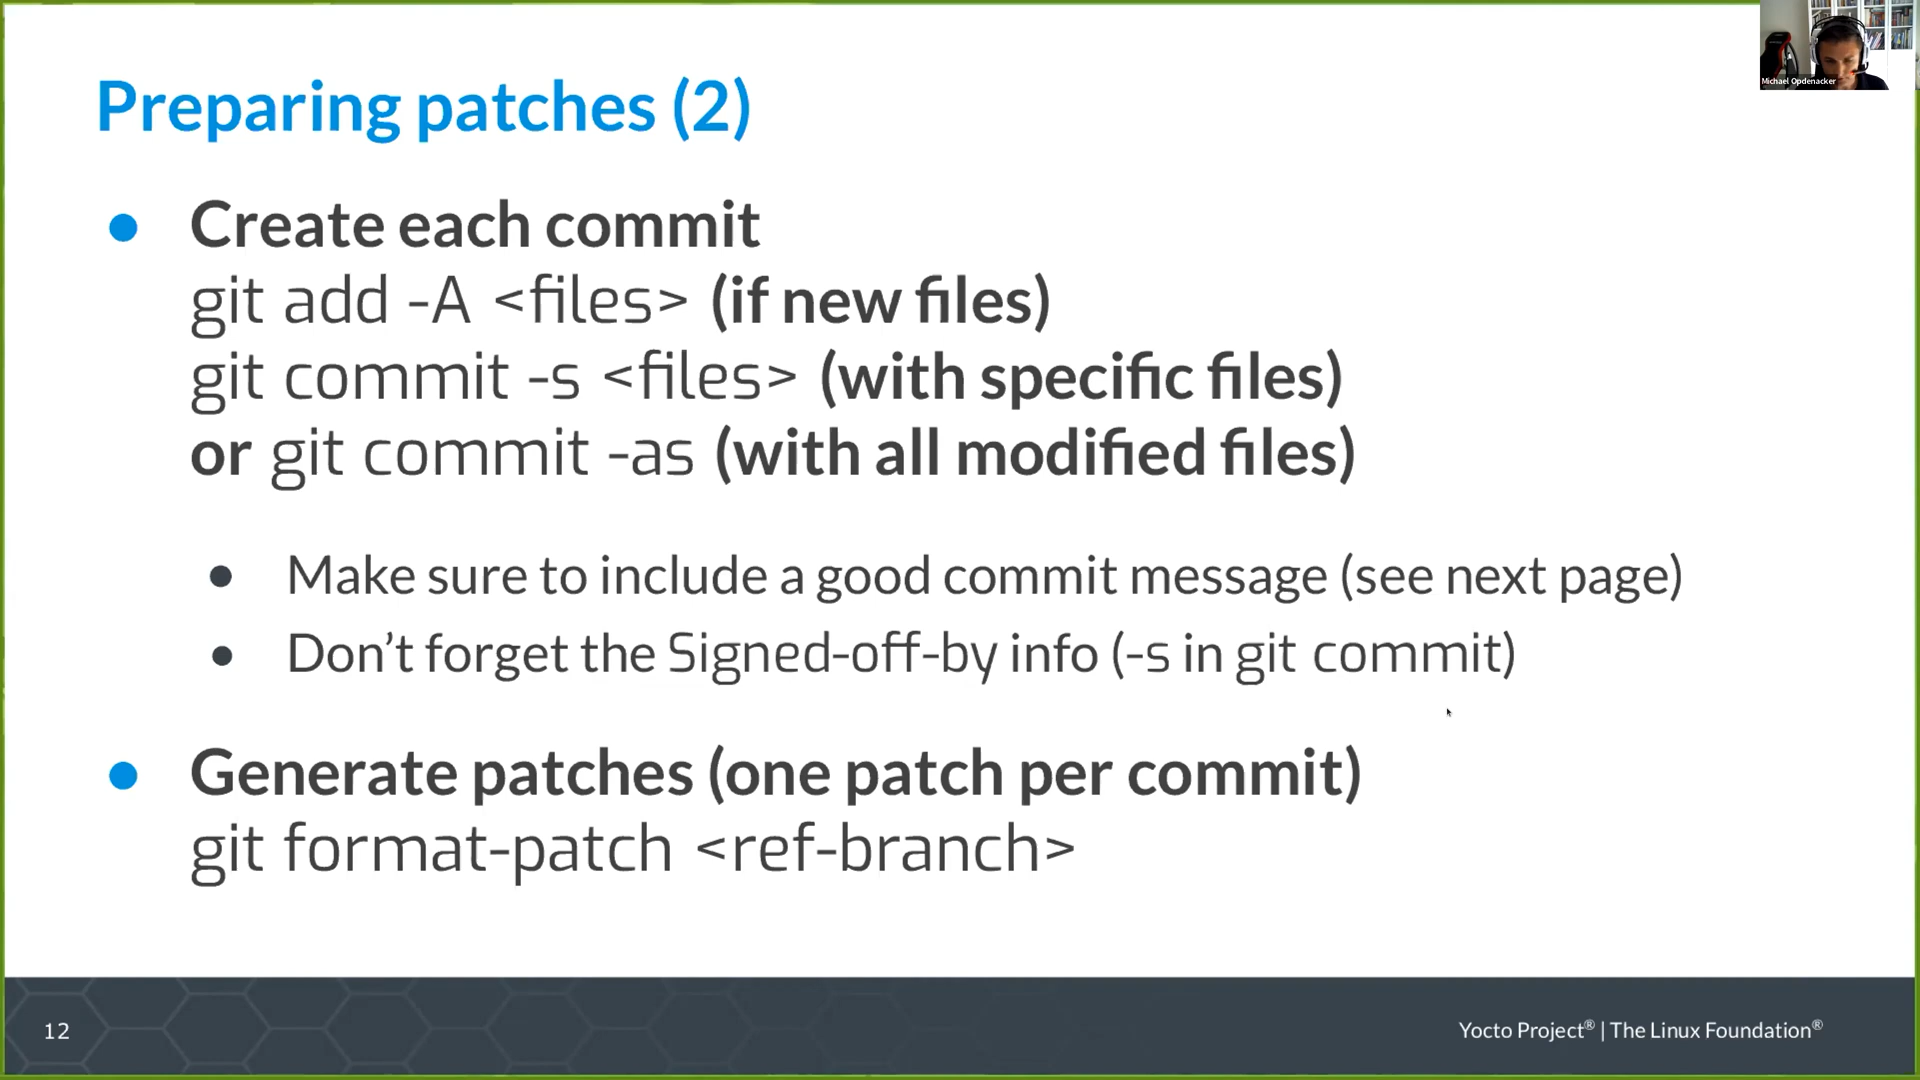 Michael Opdenacker
Preparing patches (2)
Create each commit
git add -A <files> (if new files)
git commit -s <files> (with specific files)
or git commit -as (with all modified files)
Make sure to include a good commit message (see next page)
Don’t forget the Signed-off-by info (-s in git commit)
Generate patches (one patch per commit)
git format-patch <ref-branch>
12
Yocto Project® | The Linux Foundation®